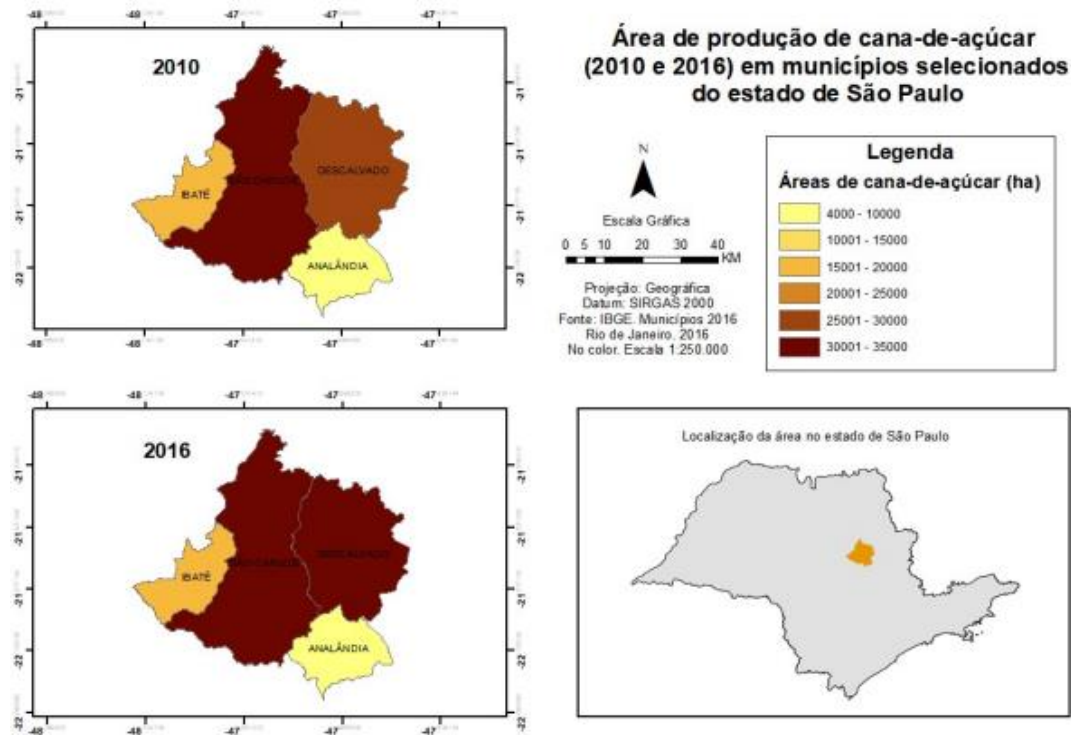 Área de produção de cana-de-açúcar
(2010 e 2016) em municípios selecionados
do estado de São Paulo
2010
IBATÉ
DESCALVADO
ANALÂNDIA
N
Escala Gráfica
0 5 10 20 30 40
KM
Projeção: Geográfica
Datum: SIRGAS 2000
Fonte: IBGE. Municípios 2016
Rio de Janeiro, 2016
No color. Escala 1:250.000
Legenda
Áreas de cana-de-açúcar (ha)
4000 - 10000
10001 - 15000
15001 - 20000
20001 - 25000
25001 - 30000
30001 - 35000
2016
IBATÉ
DESCALVADO
ANALÂNDIA
Localização da área no estado de São Paulo